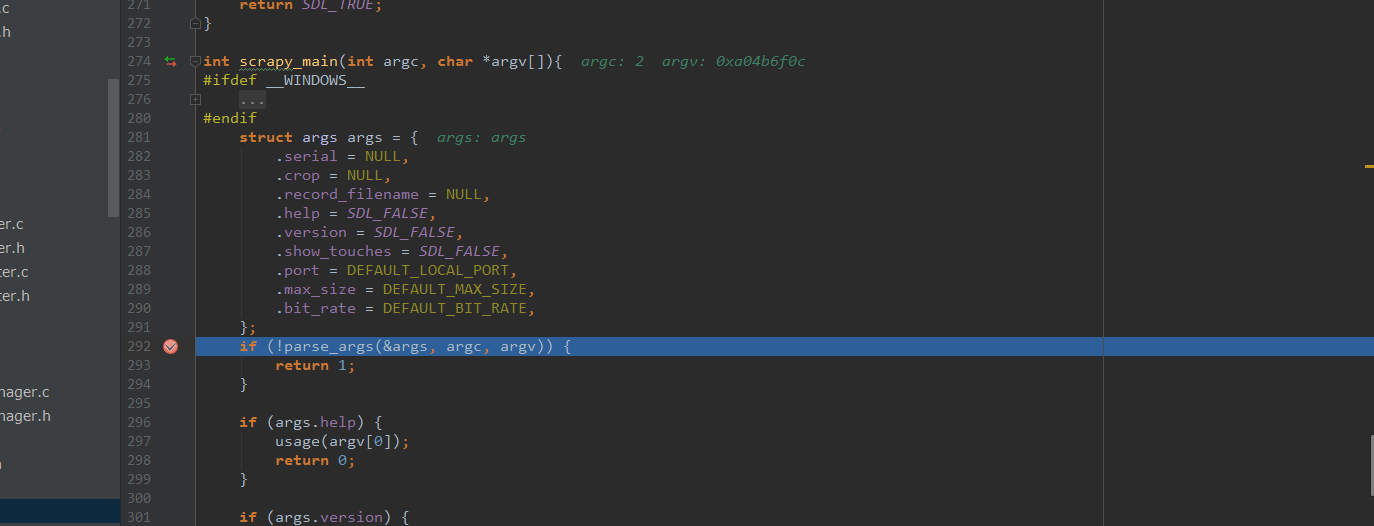 .c
.h
er.c
er.h
ter.c
ter.h
nager.c
nager.h
271 return SDL_TRUE;
272 }
273
274 int scrapy_main(int argc, char *argv[]){ argc: 2 argv: 0xa04b6f0c
275 #ifdef __WINDOWS__
276 ...
280 #endif
281 struct args args = { args: args
282 .serial = NULL,
283 .crop = NULL,
284 .record_filename = NULL,
285 .help = SDL_FALSE,
286 .version = SDL_FALSE,
287 .show_touches = SDL_FALSE,
288 .port = DEFAULT_LOCAL_PORT,
289 .max_size = DEFAULT_MAX_SIZE,
290 .bit_rate = DEFAULT_BIT_RATE,
291 };
292 if (!parse_args(&args, argc, argv)) {
293 return 1;
294 }
295
296 if (args.help) {
297 usage(argv[0]);
298 return 0;
299 }
300
301 if (args.version) {